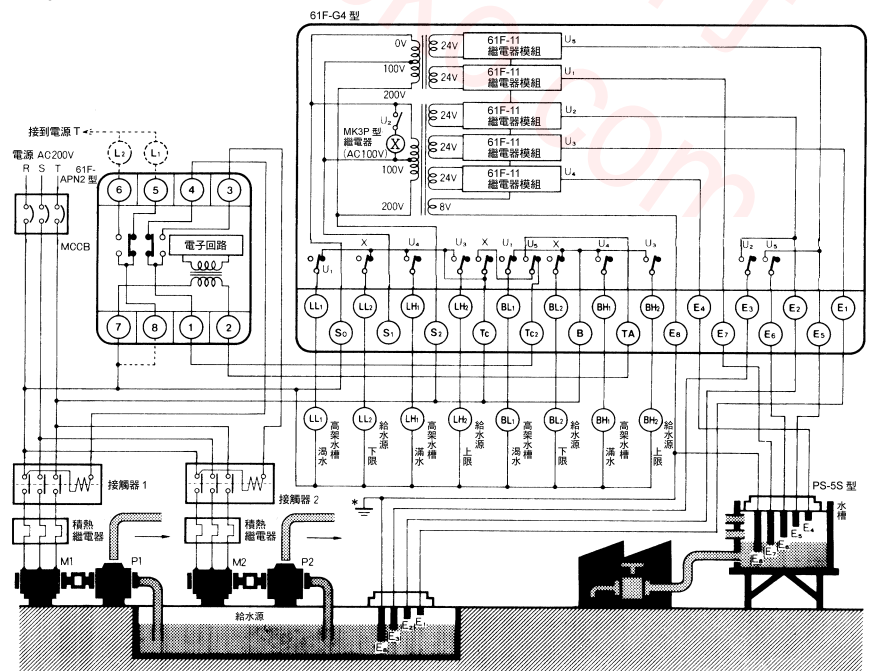 61F-G4 型
0V
24V
61F-11
繼電器模組
U5
100V
24V
61F-11
繼電器模組
U1
200V
24V
61F-11
繼電器模組
U2
U2
MK3P 型
繼電器
(AC100V)
X
24V
61F-11
繼電器模組
U3
100V
24V
61F-11
繼電器模組
U4
200V
8V
接到電源 T
電源 AC200V
R S T
61F-
APN2 型
L2 L1
6 5 4 3
電子回路
MCCB
7 8 1 2
U1 X U4 U3 X U1 U5 X U4 U3 U2 U5
LL1 LL2 LH1 LH2 BL1 BL2 BH1 BH2 E4 E3 E2 E1
S0 S1 S2 Tc Tc2 B TA E8 E7 E6 E5
LL1 LL2 LH1 LH2 BL1 BL2 BH1 BH2
高架水槽 渴水
給水源 下限
高架水槽 滿水
給水源 上限
高架水槽 渴水
給水源 下限
高架水槽 滿水
給水源 上限
接觸器 1
接觸器 2
*
PS-5S 型
水槽
積熱
繼電器
積熱
繼電器
E4
E5
E6
E7
E8
M1 P1 M2 P2
給水源
E1
E2
E3
E8